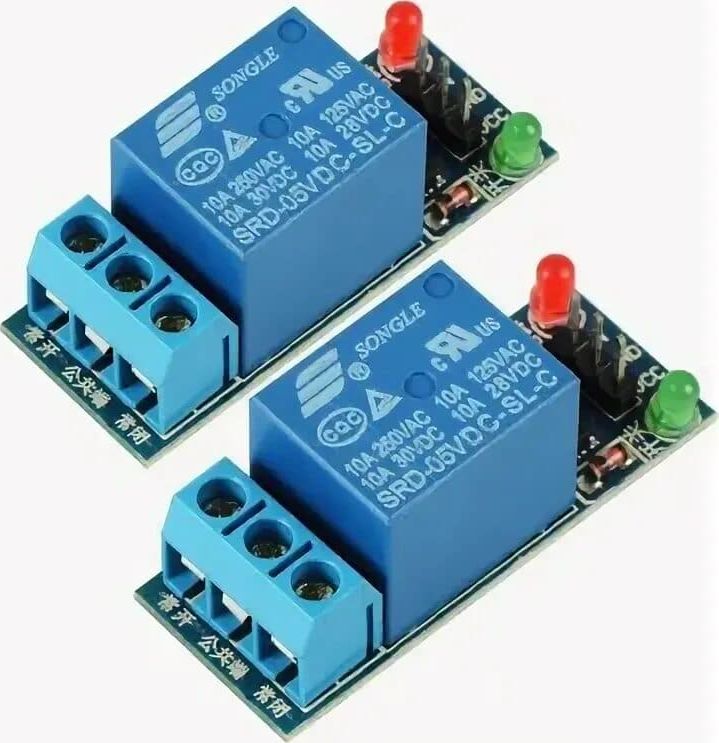 SONGLE
®
c UR US
CQC
10A 250VAC 10A 125VAC
10A 30VDC 10A 28VDC
SRD-05VDC-SL-C
VCC
常开 公共端 常闭
SONGLE
®
c UR US
CQC
10A 250VAC 10A 125VAC
10A 30VDC 10A 28VDC
SRD-05VDC-SL-C
VCC
常开 公共端 常闭